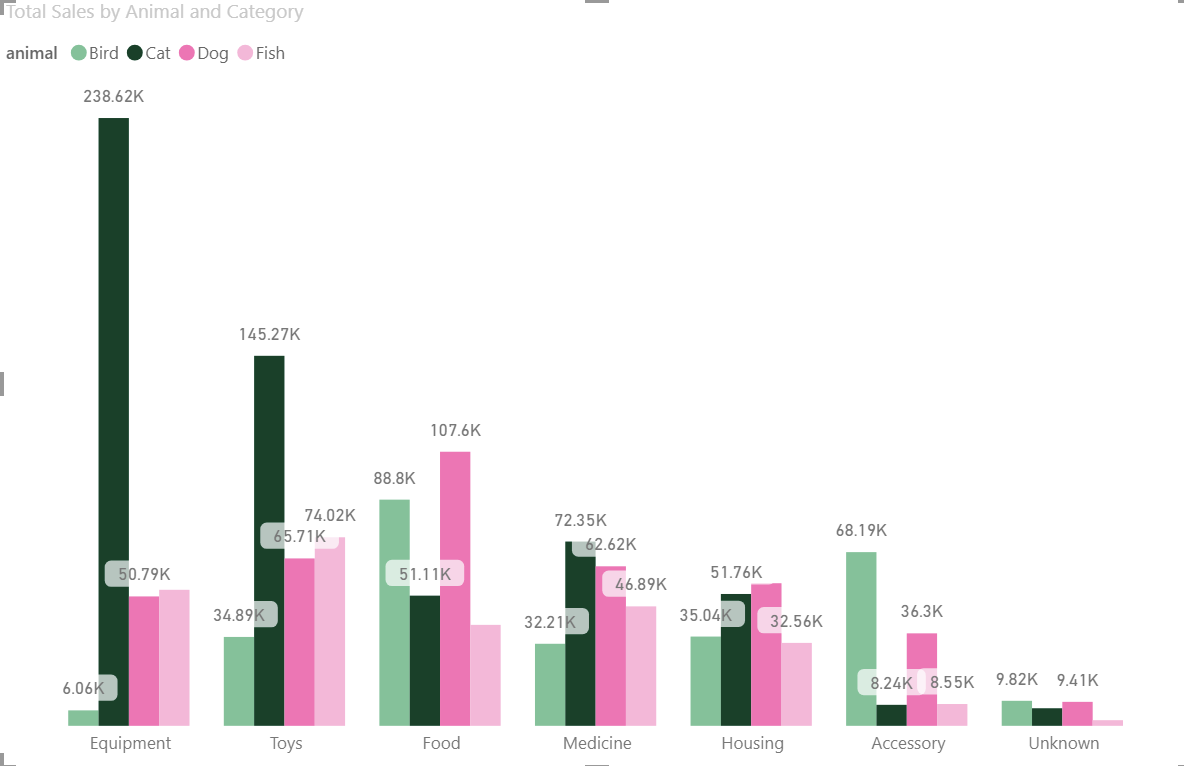 Total Sales by Animal and Category
animal Bird Cat Dog Fish
238.62K
145.27K
107.6K
88.8K
74.02K
72.35K
68.19K
65.71K
62.62K
50.79K
51.11K
51.76K
46.89K
34.89K
32.21K
35.04K
32.56K
36.3K
6.06K
8.24K
8.55K
9.82K
9.41K
Equipment Toys Food Medicine Housing Accessory Unknown